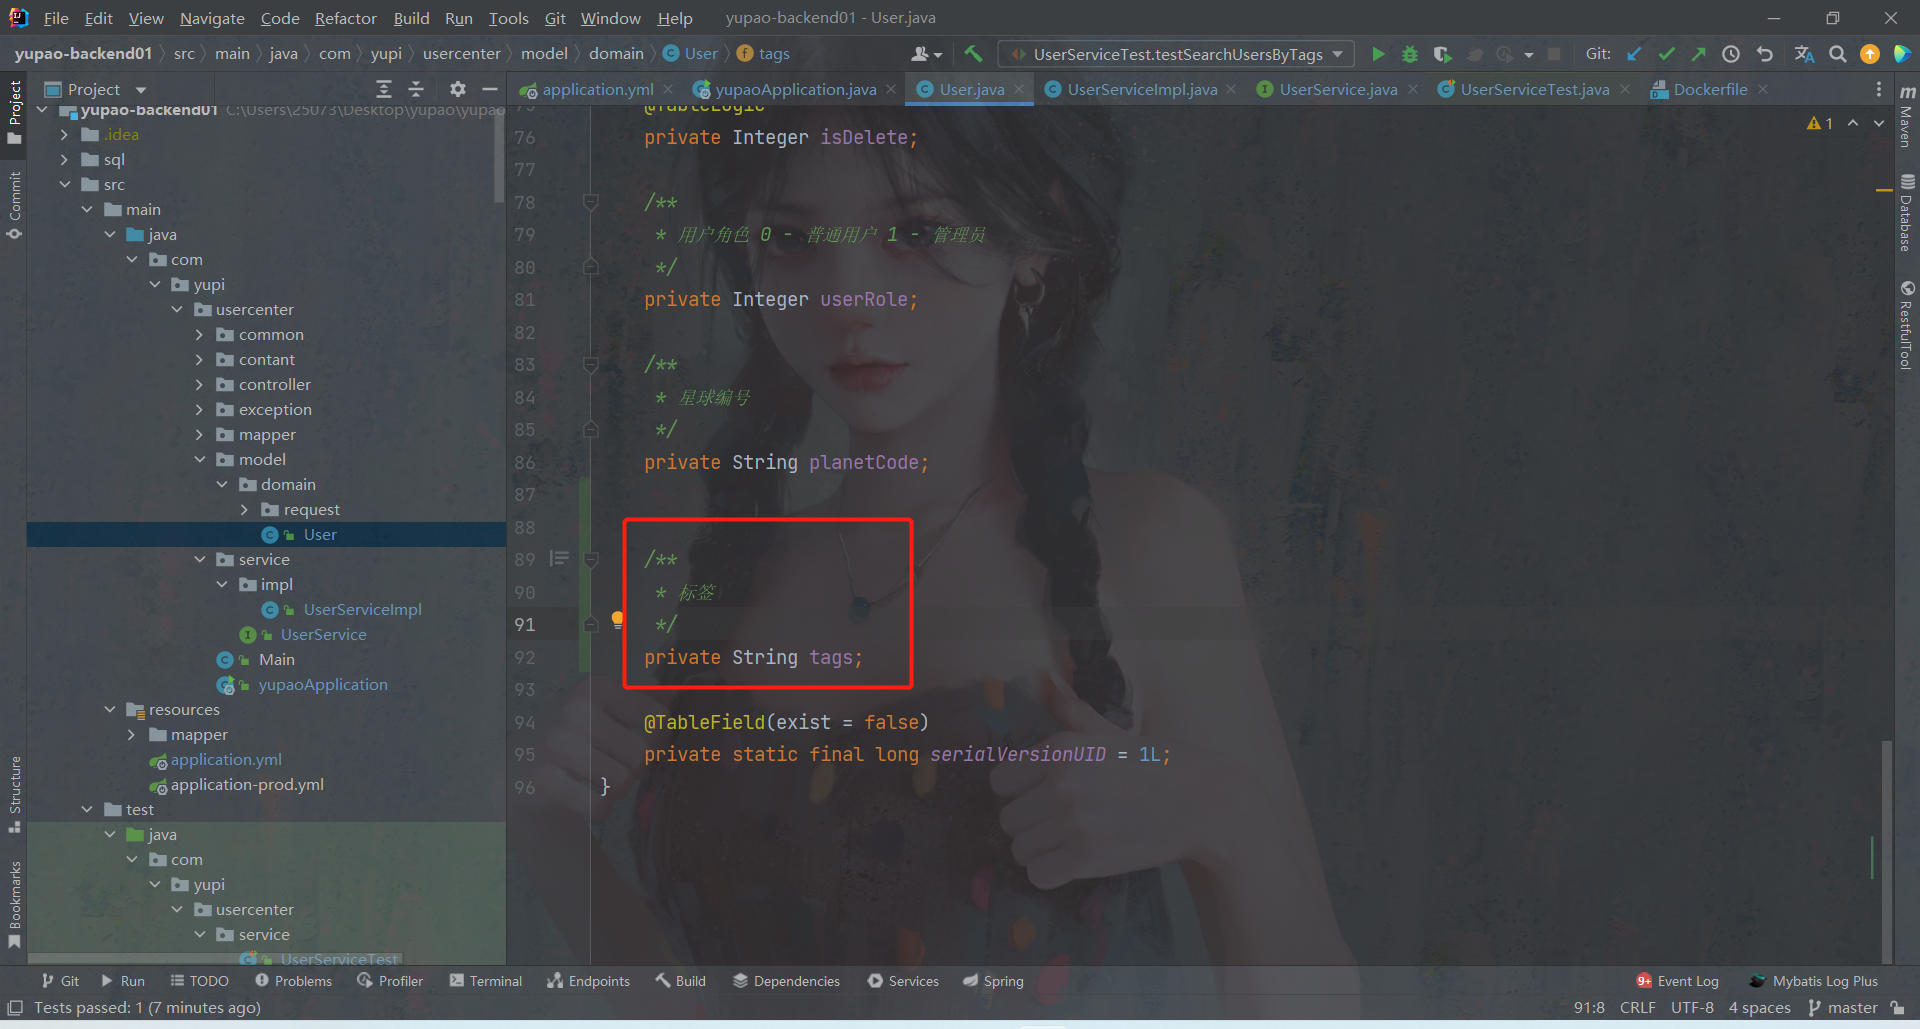 File Edit View Navigate Code Refactor Build Run Tools Git Window Help yupao-backend01 - User.java
yupao-backend01 src main java com yupi usercenter model domain User tags UserServiceTest.testSearchUsersByTags Git:
Project
application.yml yupaoApplication.java User.java UserServiceImpl.java UserService.java UserServiceTest.java Dockerfile
yupao-backend01 C:\Users\25073\Desktop\yupao\yupao
.idea
sql
src
main
java
com
yupi
usercenter
common
contant
controller
exception
mapper
model
domain
request
User
service
impl
UserServiceImpl
UserService
Main
yupaoApplication
resources
mapper
application.yml
application-prod.yml
test
java
com
yupi
usercenter
service
UserServiceTest
@TableLogic
76 private Integer isDelete;
77
78 /**
79 * 用户角色 0 - 普通用户 1 - 管理员
80 */
81 private Integer userRole;
82
83 /**
84 * 星球编号
85 */
86 private String planetCode;
87
88
89 /**
90 * 标签
91 */
92 private String tags;
93
94 @TableField(exist = false)
95 private static final long serialVersionUID = 1L;
96 }
1
Project
Commit
Structure
Bookmarks
m
Maven
Database
RestfulTool
Git Run TODO Problems Profiler Terminal Endpoints Build Dependencies Services Spring 9+ Event Log Mybatis Log Plus
Tests passed: 1 (7 minutes ago) 91:8 CRLF UTF-8 4 spaces master